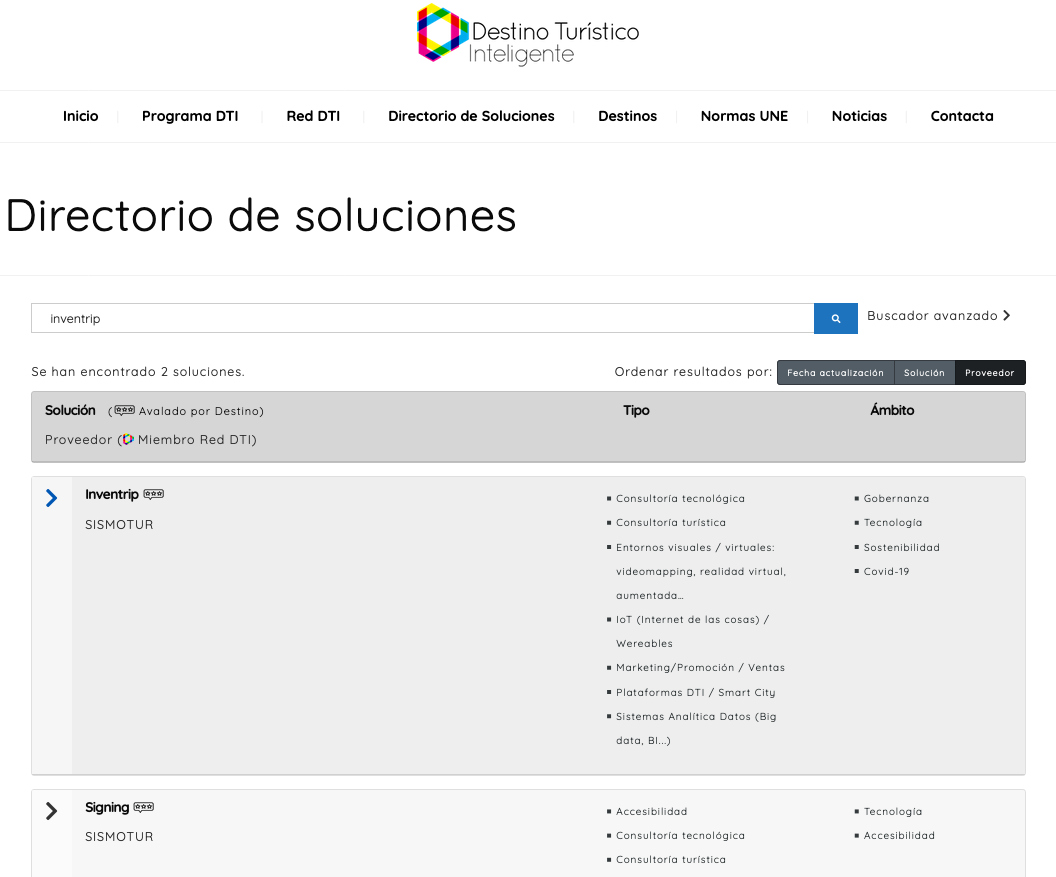 Destino Turístico
Inteligente
Inicio
Programa DTI
Red DTI
Directorio de Soluciones
Destinos
Normas UNE
Noticias
Contacta
Directorio de soluciones
inventrip
Buscador avanzado
Se han encontrado 2 soluciones.
Ordenar resultados por: Fecha actualización Solución Proveedor
Solución ( Avalado por Destino)
Proveedor ( Miembro Red DTI)
Tipo
Ámbito
Inventrip
SISMOTUR
Consultoría tecnológica
Consultoría turística
Entornos visuales / virtuales:
videomapping, realidad virtual,
aumentada...
IoT (Internet de las cosas) /
Wereables
Marketing/Promoción / Ventas
Plataformas DTI / Smart City
Sistemas Analítica Datos (Big
data, BI...)
Gobernanza
Tecnología
Sostenibilidad
Covid-19
Signing
SISMOTUR
Accesibilidad
Consultoría tecnológica
Consultoría turística
Tecnología
Accesibilidad